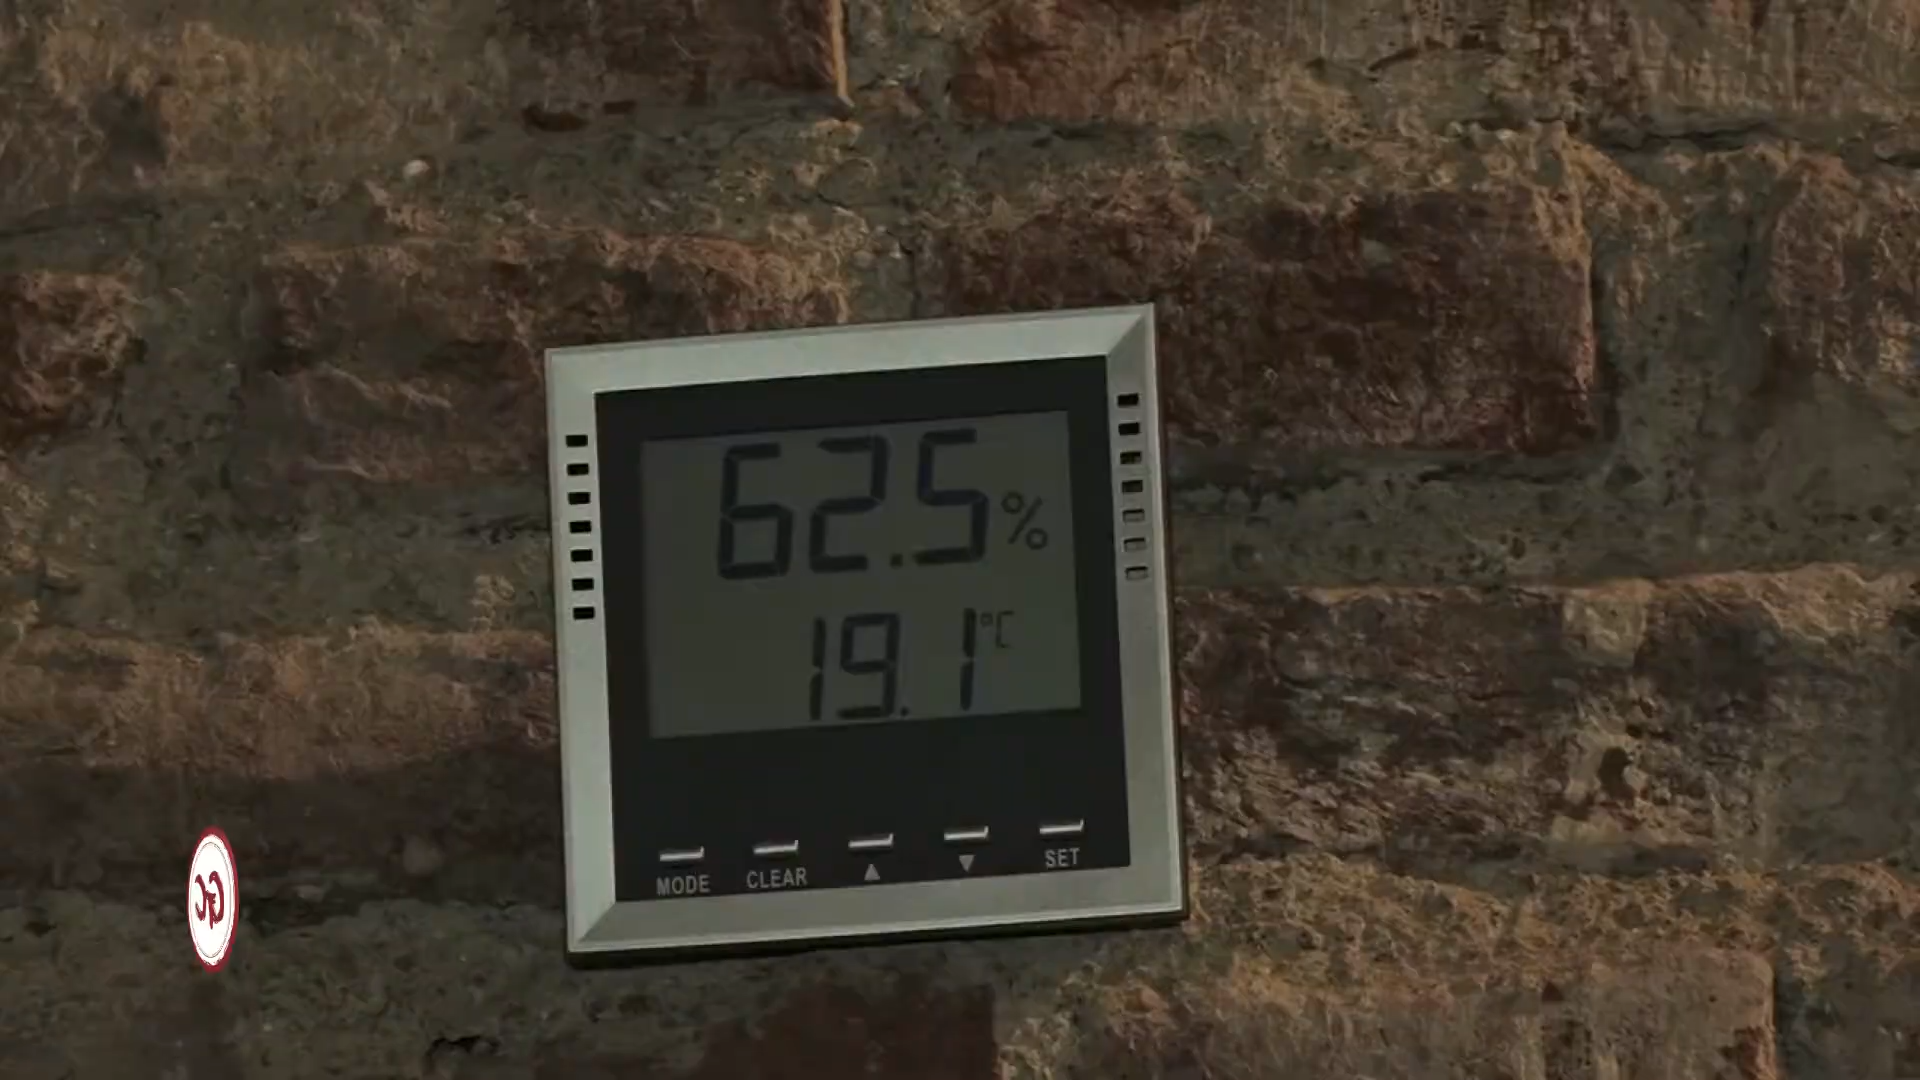 62.5%
19.1°C
MODE CLEAR ▲ ▼ SET